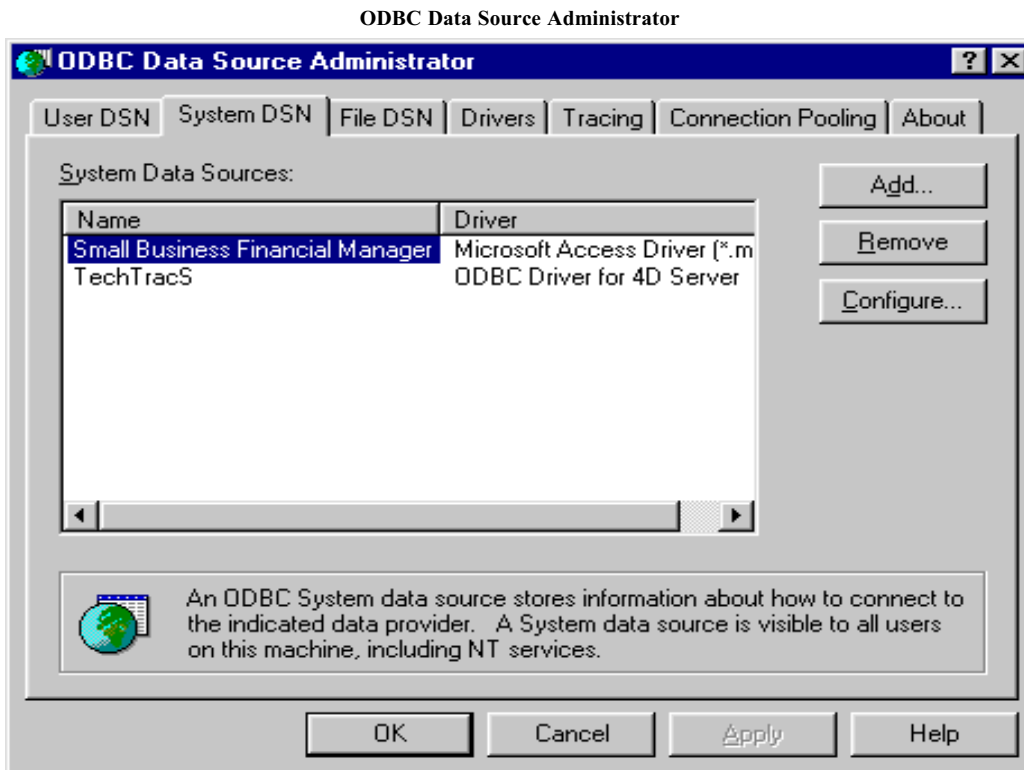 ODBC Data Source Administrator
ODBC Data Source Administrator
User DSN System DSN File DSN Drivers Tracing Connection Pooling About
System Data Sources:
Add...
Name Driver
Small Business Financial Manager Microsoft Access Driver (*.m
Remove
TechTracS ODBC Driver for 4D Server
Configure...
An ODBC System data source stores information about how to connect to
the indicated data provider. A System data source is visible to all users
on this machine, including NT services.
OK Cancel Apply Help